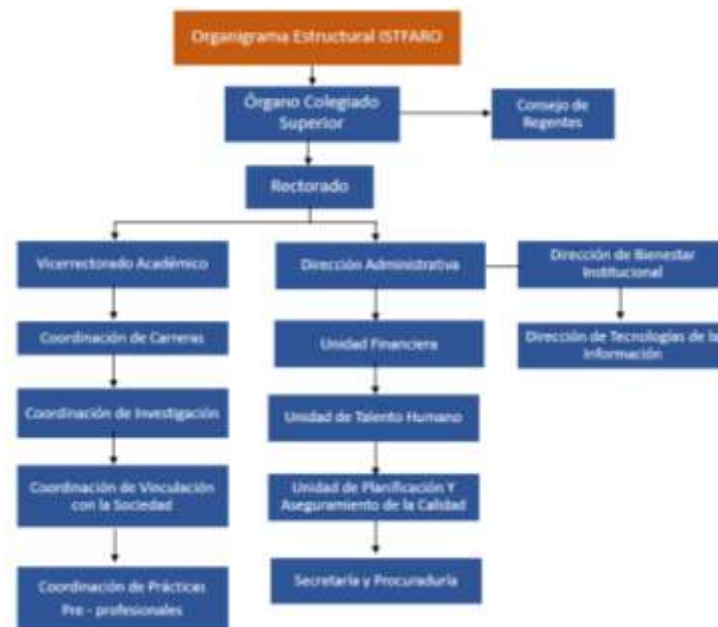 Organigrama Estructural ISTFARO
Órgano Colegiado
Superior
Consejo de
Regentes
Rectorado
Vicerrectorado Académico
Dirección Administrativa
Dirección de Bienestar
Institucional
Coordinación de Carreras
Unidad Financiera
Dirección de Tecnologías de la
Información
Coordinación de Investigación
Unidad de Talento Humano
Coordinación de Vinculación
con la Sociedad
Unidad de Planificación Y
Aseguramiento de la Calidad
Coordinación de Prácticas
Pre - profesionales
Secretaría y Procuraduría